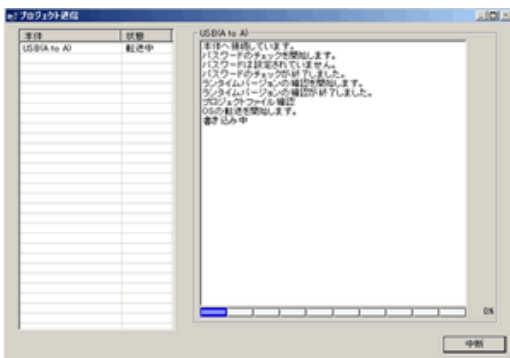 プロジェクト送信
本体
状態
USB(A to A)
転送中
USB(A to A)
本体へ接続しています。
パスワードのチェックを開始します。
パスワードは設定されていません。
パスワードのチェックが終了しました。
ランタイムバージョンの確認を開始します。
ランタイムバージョンの確認が終了しました。
プロジェクトファイル確認
OSの転送を開始します。
書き込み中
0%
中断